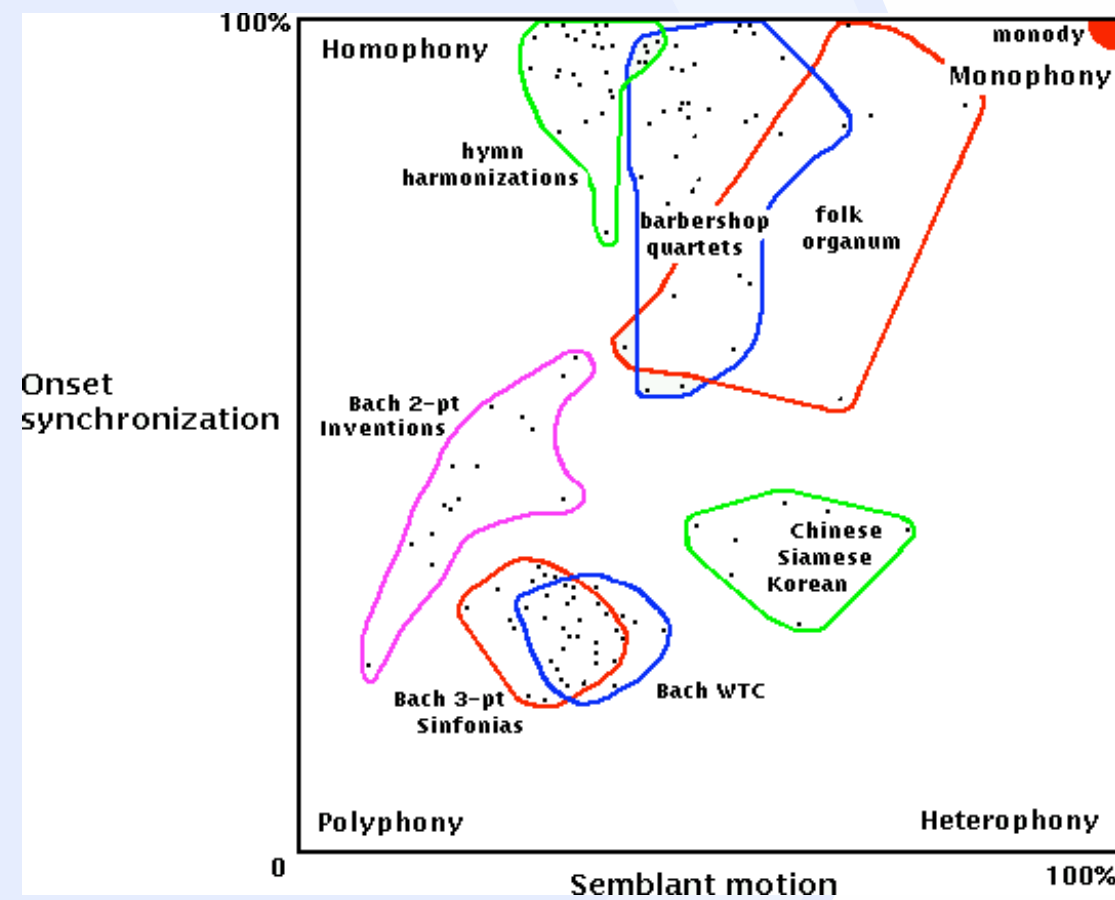 100%
Homophony
monody
Monophony
hymn
harmonizations
barbershop
quartets
folk
organum
Onset
synchronization
Bach 2-pt
Inventions
Chinese
Siamese
Korean
Bach 3-pt
Sinfonias
Bach WTC
Polyphony
Heterophony
0
Semblant motion
100%